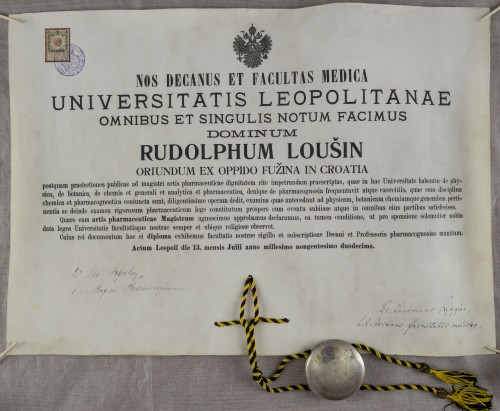 NOS DECANUS ET FACULTAS MEDICA
UNIVERSITATIS LEOPOLITANAE
OMNIBUS ET SINGULIS NOTUM FACIMUS
DOMINUM
RUDOLPHUM LOUŠIN
ORIUNDUM EX OPPIDO FUŽINA IN CROATIA
postquam praelectiones publicas ad magistri artis pharmaceuticae dignitatem rite impetrandam praescriptas, quae in hac Universitate habentur de phy-
sica, de botanica, de chemia et generali et analytica et pharmaceutica, denique de pharmacognosia frequentavit atque exercitiis, quae cum disciplina
chemica et pharmacognostica coniuncta sunt, diligentissime operam dedit, examina quae antecedunt ad physicam, botanicam chemiamque generalem perti-
nentia ac deinde examen rigorosum pharmaceuticum lege constitutum prospero cum eventu subiisse atque in omnibus eius partibus satisfecisse.
Quare eum artis pharmaceuticae Magistrum agnoscimus approbamus declaramus, ea tamen conditione, ut pro sponsione solemniter nobis
data leges Universitatis facultatisque nostrae semper et ubique religiose observet.
Cuius rei documentum hoc ei diploma exhibemus facultatis nostrae sigillo et subscriptione Decani et Professoris pharmacognosiae munitum.
Actum Leopoli die 13. mensis Julii anno millesimo nongentesimo duodecimo.